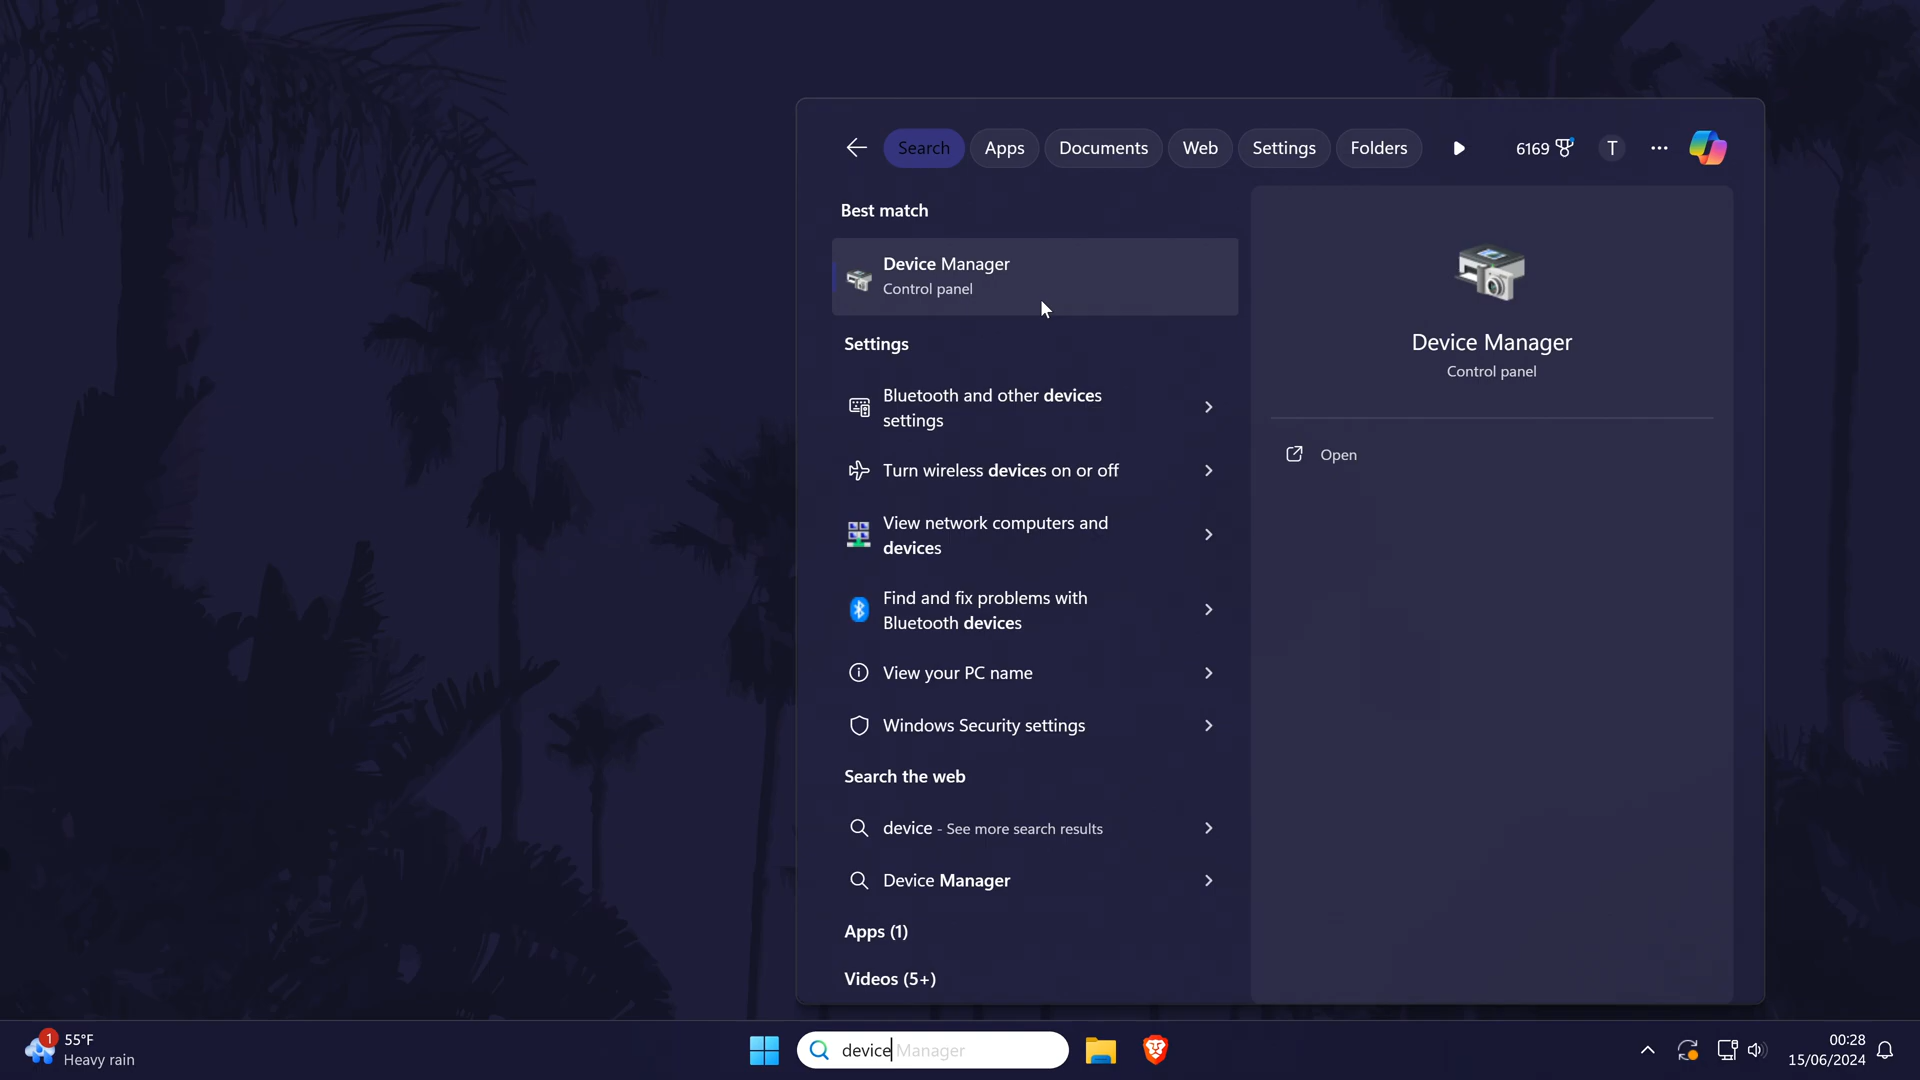 Search Apps Documents Web Settings Folders 6169 T
Best match
Device Manager
Control panel
Settings
Bluetooth and other devices
settings
Turn wireless devices on or off
View network computers and
devices
Find and fix problems with
Bluetooth devices
View your PC name
Windows Security settings
Search the web
device - See more search results
Device Manager
Apps (1)
Videos (5+)
Device Manager
Control panel
Open
1
55°F
Heavy rain
device Manager
00:28
15/06/2024